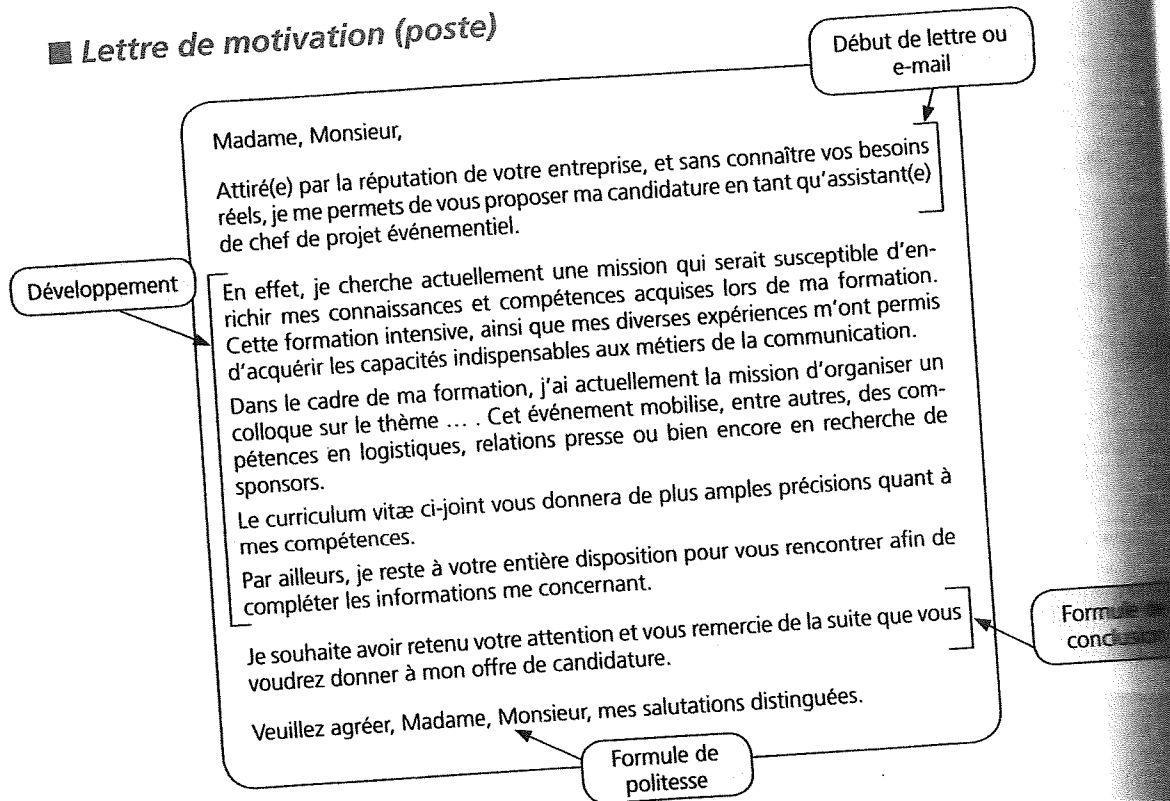 ■ Lettre de motivation (poste)
Début de lettre ou
e-mail
Madame, Monsieur,
Attiré(e) par la réputation de votre entreprise, et sans connaître vos besoins
réels, je me permets de vous proposer ma candidature en tant qu'assistant(e)
de chef de projet événementiel.
Développement
En effet, je cherche actuellement une mission qui serait susceptible d'en-
richir mes connaissances et compétences acquises lors de ma formation.
Cette formation intensive, ainsi que mes diverses expériences m'ont permis
d'acquérir les capacités indispensables aux métiers de la communication.
Dans le cadre de ma formation, j'ai actuellement la mission d'organiser un
colloque sur le thème ... . Cet événement mobilise, entre autres, des com-
pétences en logistiques, relations presse ou bien encore en recherche de
sponsors.
Le curriculum vitæ ci-joint vous donnera de plus amples précisions quant à
mes compétences.
Par ailleurs, je reste à votre entière disposition pour vous rencontrer afin de
compléter les informations me concernant.
Je souhaite avoir retenu votre attention et vous remercie de la suite que vous
voudrez donner à mon offre de candidature.
Formule
Veuillez agréer, Madame, Monsieur, mes salutations distinguées.
Formule de
politesse